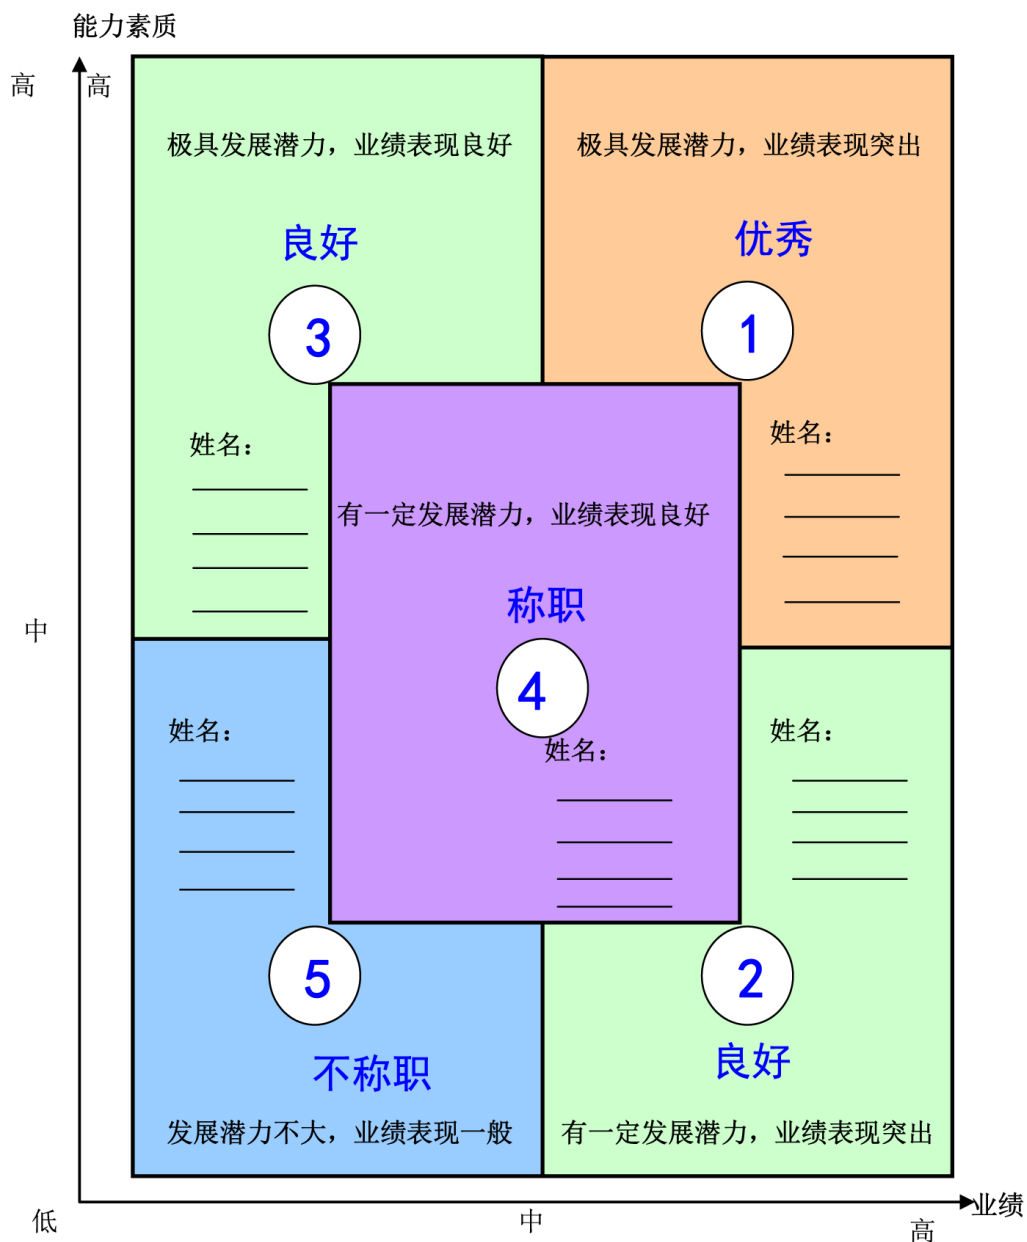 能力素质
高
高
极具发展潜力，业绩表现良好
极具发展潜力，业绩表现突出
良好
优秀
3
1
姓名：
姓名：
有一定发展潜力，业绩表现良好
称职
中
4
姓名：
姓名：
姓名：
5
2
不称职
良好
发展潜力不大，业绩表现一般
有一定发展潜力，业绩表现突出
业绩
低
中
高